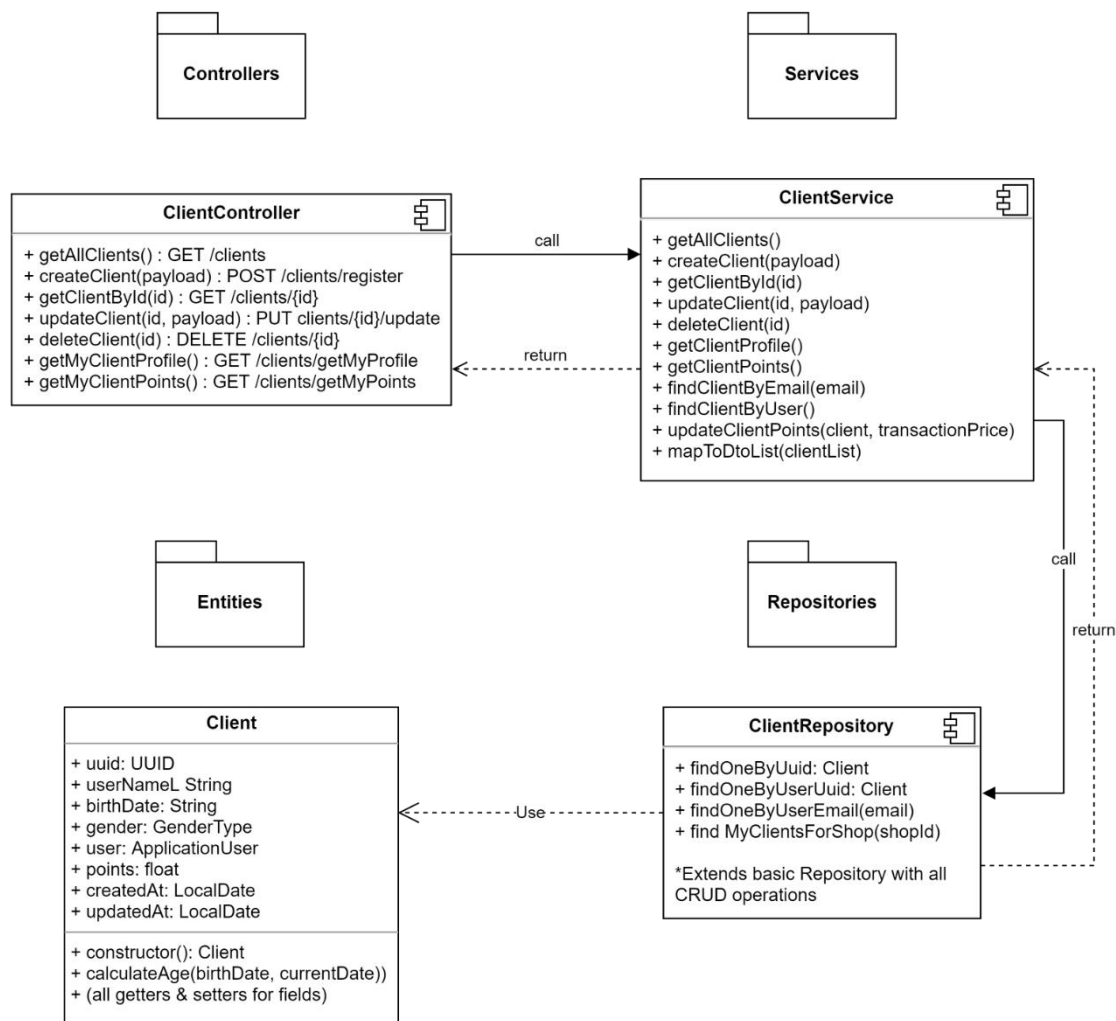 Controllers
Services
ClientController
+ getAllClients() : GET /clients
+ createClient(payload) : POST /clients/register
+ getClientById(id) : GET /clients/{id}
+ updateClient(id, payload) : PUT clients/{id}/update
+ deleteClient(id) : DELETE /clients/{id}
+ getMyClientProfile() : GET /clients/getMyProfile
+ getMyClientPoints() : GET /clients/getMyPoints
call
return
ClientService
+ getAllClients()
+ createClient(payload)
+ getClientById(id)
+ updateClient(id, payload)
+ deleteClient(id)
+ getClientProfile()
+ getClientPoints()
+ findClientByEmail(email)
+ findClientByUser()
+ updateClientPoints(client, transactionPrice)
+ mapToDtoList(clientList)
call
return
Entities
Repositories
Client
+ uuid: UUID
+ userNameL String
+ birthDate: String
+ gender: GenderType
+ user: ApplicationUser
+ points: float
+ createdAt: LocalDate
+ updatedAt: LocalDate
+ constructor(): Client
+ calculateAge(birthDate, currentDate))
+ (all getters & setters for fields)
Use
ClientRepository
+ findOneByUuid: Client
+ findOneByUserUuid: Client
+ findOneByUserEmail(email)
+ find MyClientsForShop(shopId)
*Extends basic Repository with all
CRUD operations